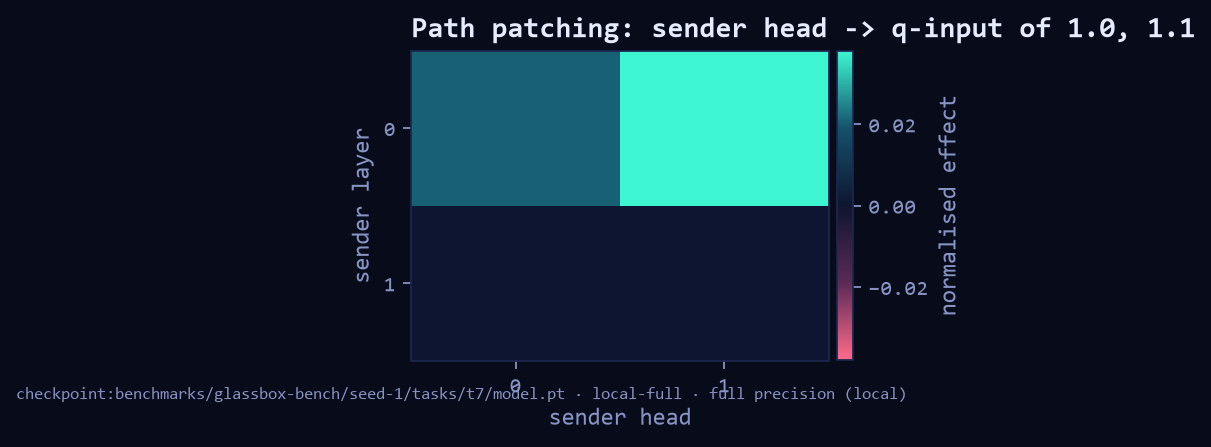 Path patching: sender head -> q-input of 1.0, 1.1
sender layer
0
1
0.02
0.00
−0.02
normalised effect
0
1
checkpoint:benchmarks/glassbox-bench/seed-1/tasks/t7/model.pt · local-full · full precision (local)
sender head